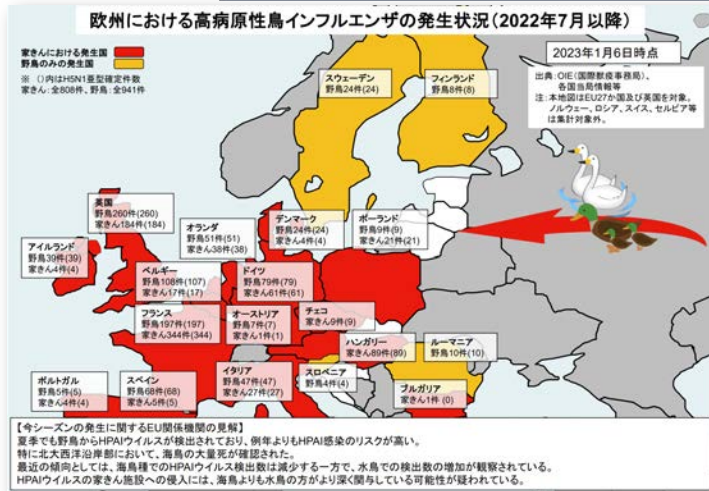 欧州における高病原性鳥インフルエンザの発生状況(2022年7月以降)
家きんにおける発生国
野鳥のみの発生国
※ ()内はH5N1亜型確定件数
家きん:全808件、野鳥:全941件
2023年1月6日時点
出典:OIE(国際獣疫事務局)、
各国当局情報等
注:本地図はEU27か国及び英国を対象。
ノルウェー、ロシア、スイス、セルビア等
は集計対象外。
スウェーデン
野鳥24件(24)
フィンランド
野鳥8件(8)
英国
野鳥260件(260)
家きん184件(184)
オランダ
野鳥51件(51)
家きん38件(38)
デンマーク
野鳥24件(24)
家きん4件(4)
ポーランド
野鳥9件(9)
家きん21件(21)
アイルランド
野鳥39件(39)
家きん4件(4)
ベルギー
野鳥108件(107)
家きん17件(17)
ドイツ
野鳥79件(79)
家きん61件(61)
フランス
野鳥197件(197)
家きん344件(344)
オーストリア
野鳥7件(7)
家きん1件(1)
チェコ
家きん9件(9)
ハンガリー
家きん89件(89)
ルーマニア
野鳥10件(10)
ポルトガル
野鳥5件(5)
家きん4件(4)
スペイン
野鳥68件(68)
家きん5件(5)
イタリア
野鳥47件(47)
家きん27件(27)
スロベニア
野鳥4件(4)
ブルガリア
家きん1件(0)
【今シーズンの発生に関するEU関係機関の見解】
夏季でも野鳥からHPAIウイルスが検出されており、例年よりもHPAI感染のリスクが高い。
特に北大西洋沿岸部において、海鳥の大量死が確認された。
最近の傾向としては、海鳥種でのHPAIウイルス検出数は減少する一方で、水鳥での検出数の増加が観察されている。
HPAIウイルスの家きん施設への侵入には、海鳥よりも水鳥の方がより深く関与している可能性が疑われている。